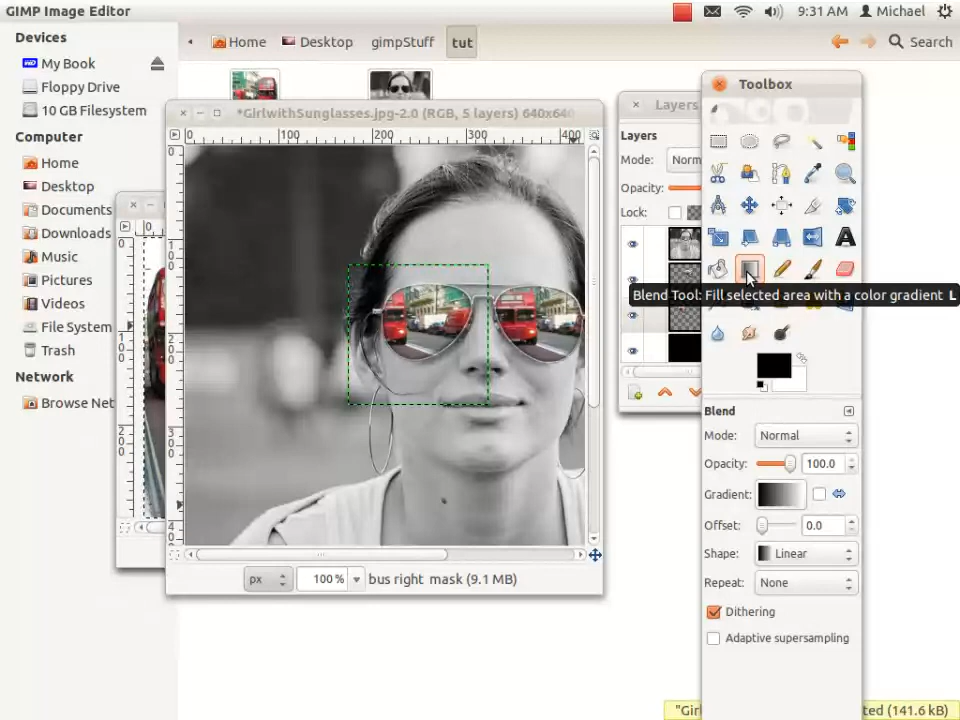 GIMP Image Editor
9:31 AM
Michael
Devices
My Book
Floppy Drive
10 GB Filesystem
Computer
Home
Desktop
Documents
Downloads
Music
Pictures
Videos
File System
Trash
Network
Browse Net
Home
Desktop
gimpStuff
tut
Search
*GirlwithSunglasses.jpg-2.0 (RGB, 5 layers) 640x640
0
100
200
300
400
px
100%
bus right mask (9.1 MB)
Layers
Layers
Mode:
Norm
Opacity:
Lock:
Toolbox
Blend Tool: Fill selected area with a color gradient L
Blend
Mode:
Normal
Opacity:
100.0
Gradient:
Offset:
0.0
Shape:
Linear
Repeat:
None
Dithering
Adaptive supersampling
"Girl
ted (141.6 kB)